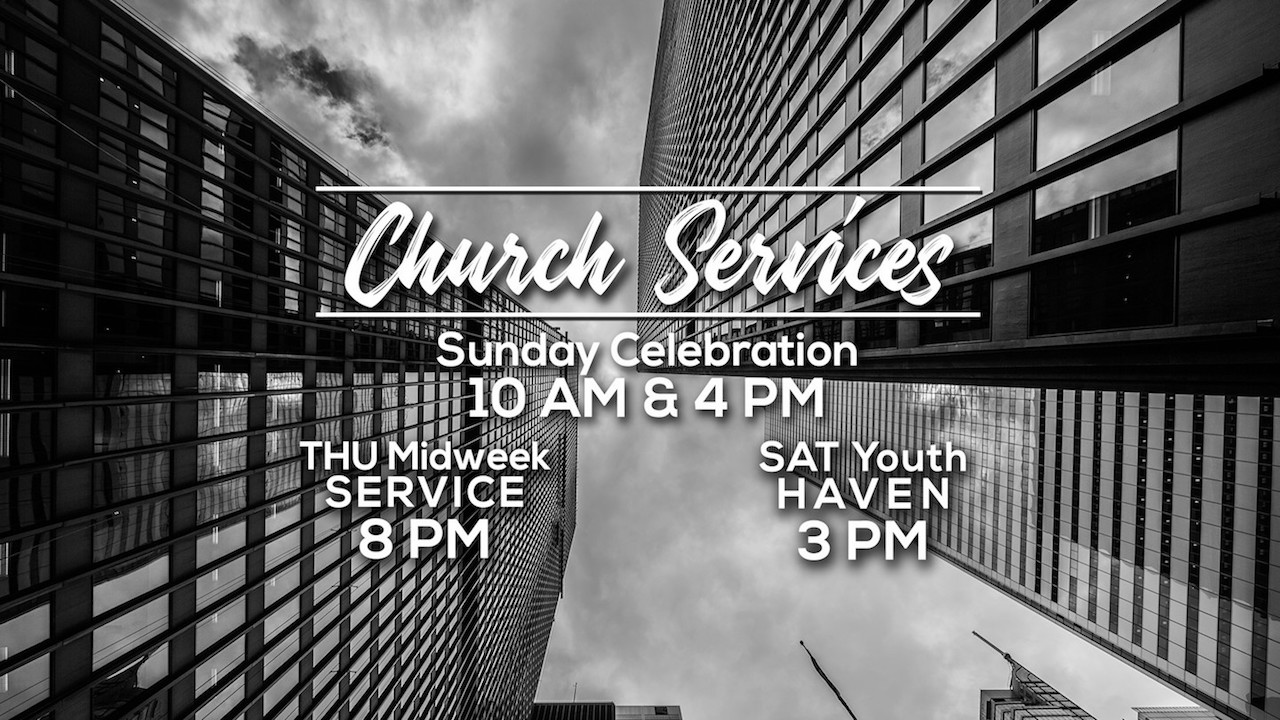 Church Services
Sunday Celebration
10 AM & 4 PM
THU Midweek
SERVICE
8 PM
SAT Youth
HAVEN
3 PM